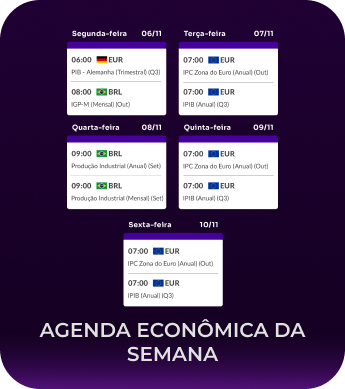 Segunda-feira 06/11
06:00 EUR
PIB - Alemanha (Trimestral) (Q3)
08:00 BRL
IGP-M (Mensal) (Out)
Terça-feira 07/11
07:00 EUR
IPC Zona do Euro (Anual) (Out)
07:00 EUR
IPIB (Anual) (Q3)
Quarta-feira 08/11
09:00 BRL
Produção Industrial (Anual) (Set)
09:00 BRL
Produção Industrial (Mensal) (Set)
Quinta-feira 09/11
07:00 EUR
IPC Zona do Euro (Anual) (Out)
07:00 EUR
IPIB (Anual) (Q3)
Sexta-feira 10/11
07:00 EUR
IPC Zona do Euro (Anual) (Out)
07:00 EUR
IPIB (Anual) (Q3)
AGENDA ECONÔMICA DA
SEMANA